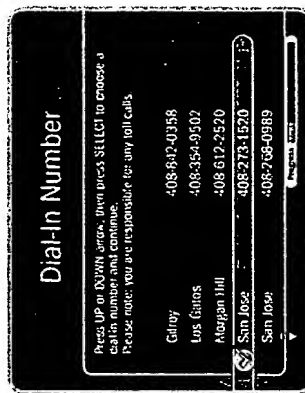 Dial-In Number
Press UP or DOWN arrow, then press SELECT to choose a
dial in number and continue.
Please note: you are responsible for any toll calls.
Gilroy 408-842-0358
Los Gatos 408-354-9502
Morgan Hill 408-612-2520
San Jose 408-273-1520
San Jose 408-768-0989
Progress